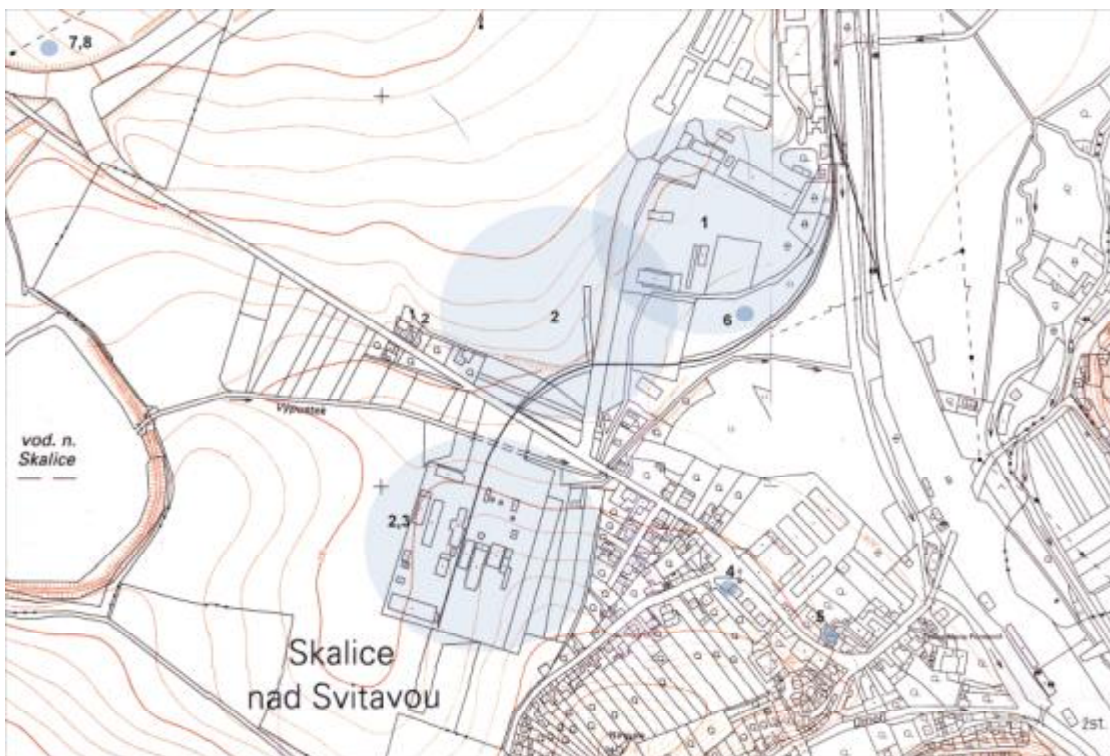 7,8
1
6
2
1,2
Výpustek
vod. n.
Skalice
2,3
4
5
Skalice
nad Svitavou
žst.